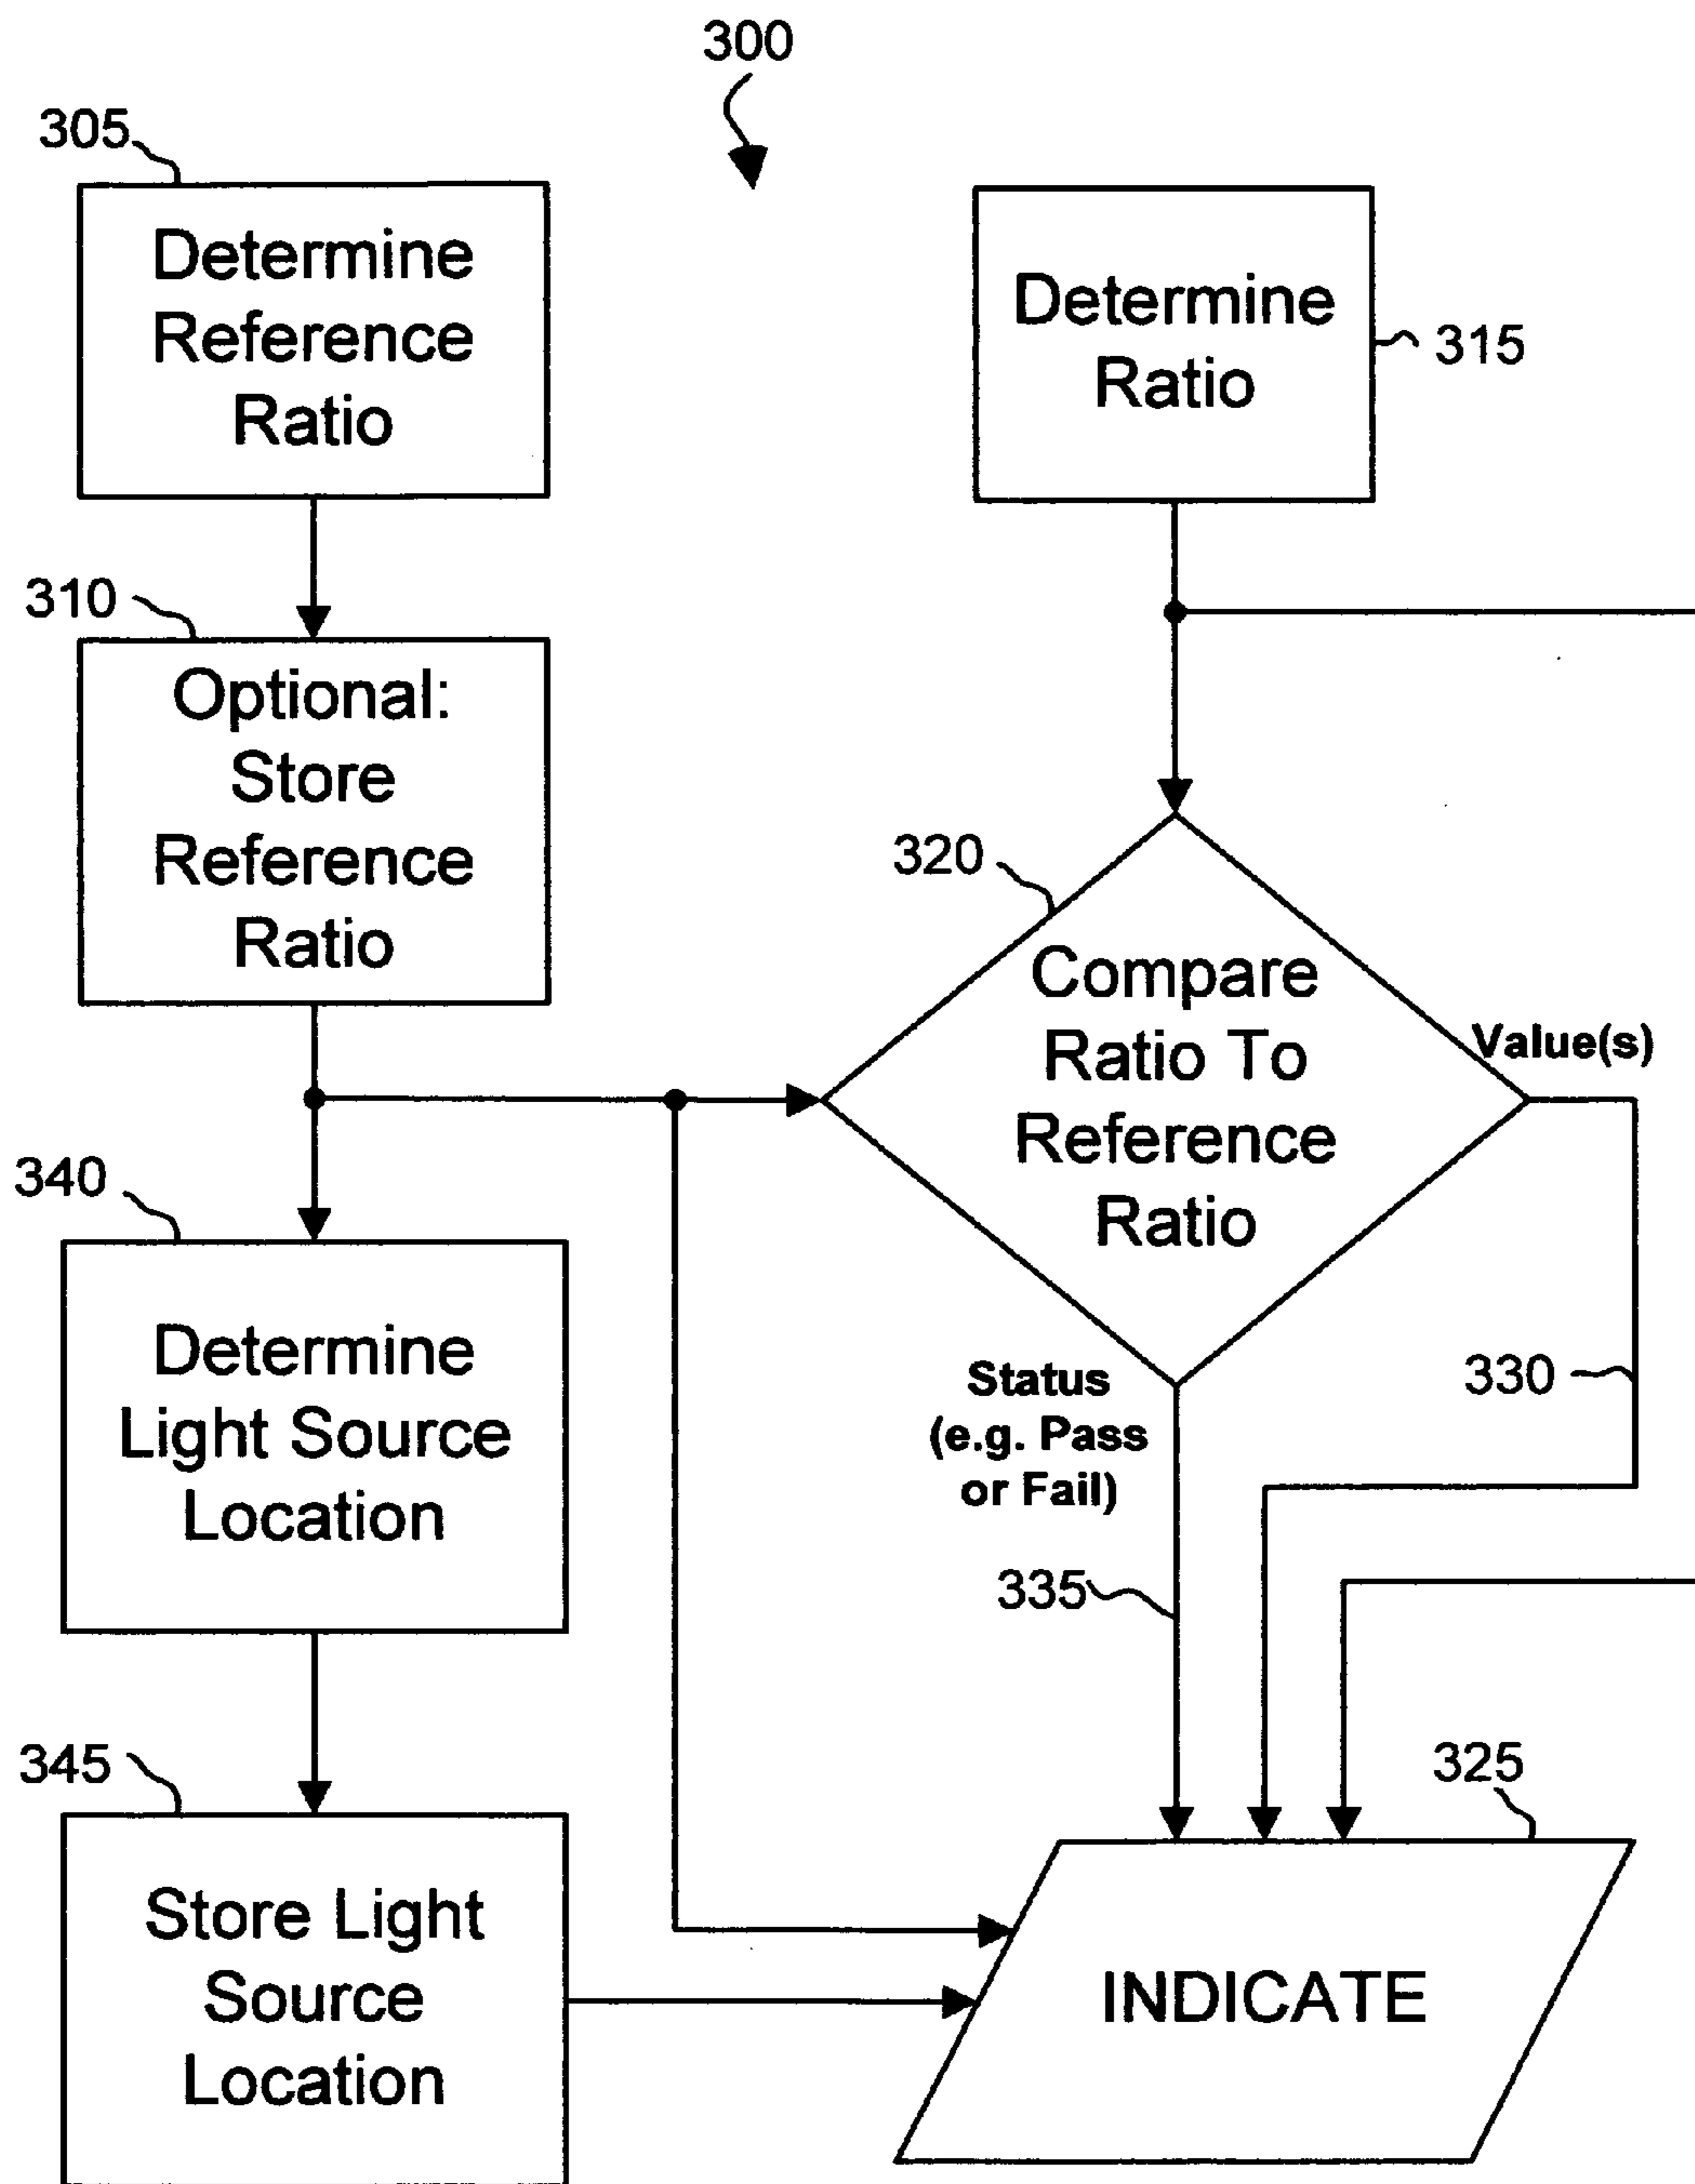 300
305
Determine
Reference
Ratio
Determine
Ratio
315
310
Optional:
Store
Reference
Ratio
320
Compare
Ratio To
Reference
Ratio
Value(s)
340
Determine
Light Source
Location
Status
(e.g. Pass
or Fail)
330
335
345
Store Light
Source
Location
325
INDICATE